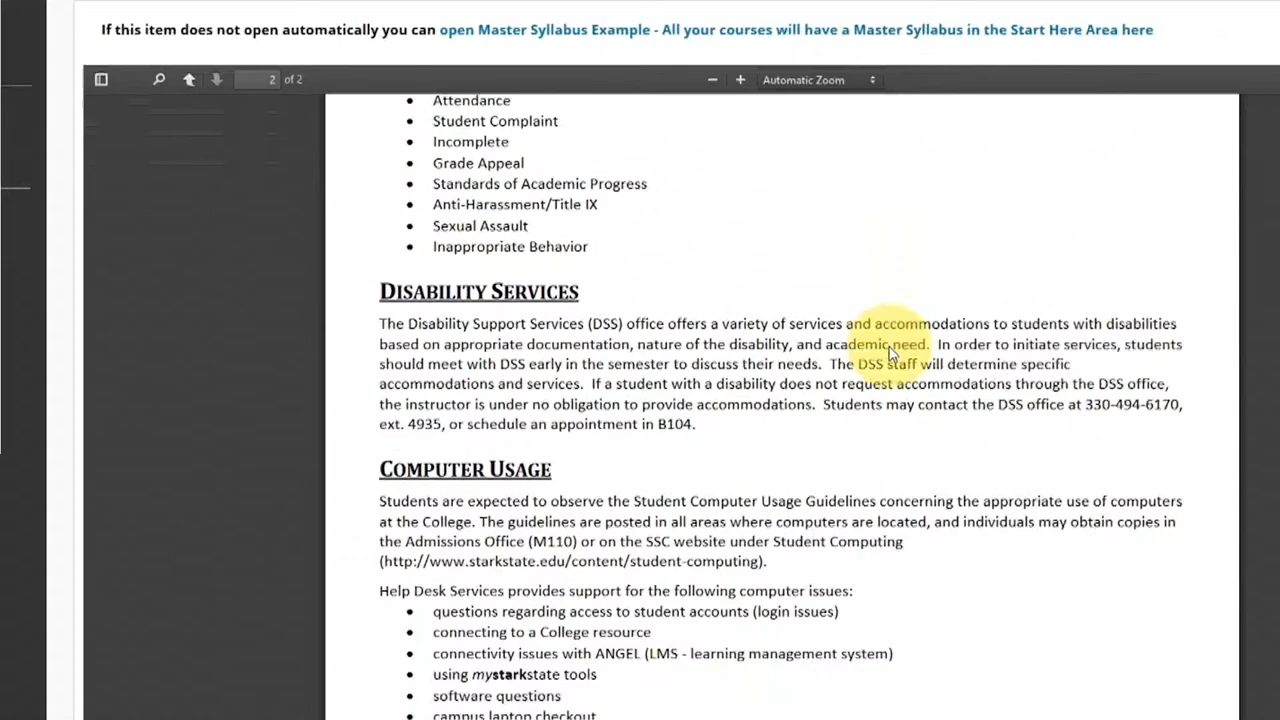 If this item does not open automatically you can open Master Syllabus Example - All your courses will have a Master Syllabus in the Start Here Area here
2 of 2
Automatic Zoom
• Attendance
• Student Complaint
• Incomplete
• Grade Appeal
• Standards of Academic Progress
• Anti-Harassment/Title IX
• Sexual Assault
• Inappropriate Behavior
DISABILITY SERVICES
The Disability Support Services (DSS) office offers a variety of services and accommodations to students with disabilities
based on appropriate documentation, nature of the disability, and academic need.  In order to initiate services, students
should meet with DSS early in the semester to discuss their needs.  The DSS staff will determine specific
accommodations and services.  If a student with a disability does not request accommodations through the DSS office,
the instructor is under no obligation to provide accommodations.  Students may contact the DSS office at 330-494-6170,
ext. 4935, or schedule an appointment in B104.
COMPUTER USAGE
Students are expected to observe the Student Computer Usage Guidelines concerning the appropriate use of computers
at the College. The guidelines are posted in all areas where computers are located, and individuals may obtain copies in
the Admissions Office (M110) or on the SSC website under Student Computing
(http://www.starkstate.edu/content/student-computing).
Help Desk Services provides support for the following computer issues:
• questions regarding access to student accounts (login issues)
• connecting to a College resource
• connectivity issues with ANGEL (LMS - learning management system)
• using mystarkstate tools
• software questions
• campus laptop checkout